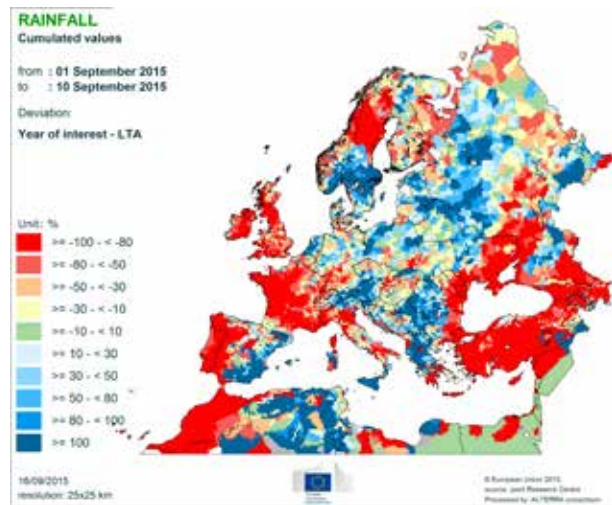 RAINFALL
Cumulated values
from : 01 September 2015
to : 10 September 2015
Deviation:
Year of interest - LTA
Unit: %
>= -100 - < -80
>= -80 - < -50
>= -50 - < -30
>= -30 - < -10
>= -10 - < 10
>= 10 - < 30
>= 30 - < 50
>= 50 - < 80
>= 80 - < 100
>= 100
16/09/2015
resolution: 25x25 km
© European Union 2015
source: Joint Research Centre
Processed by: ALTERRA consortium